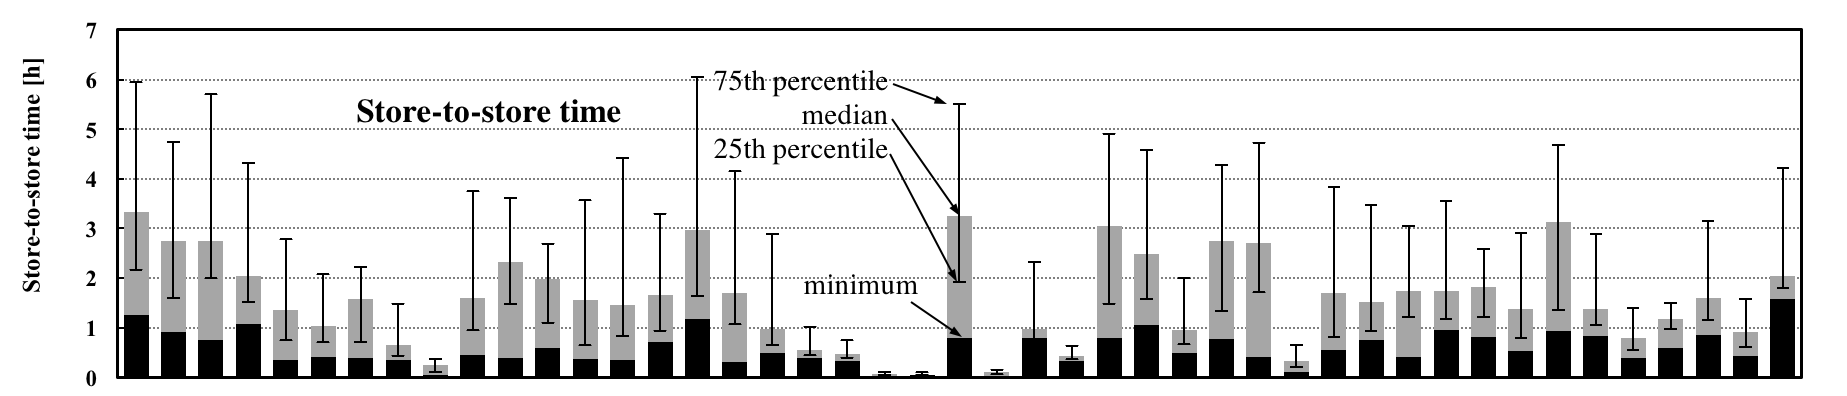 7
6
5
4
3
2
1
0
Store-to-store time [h]
Store-to-store time
75th percentile
median
25th percentile
minimum